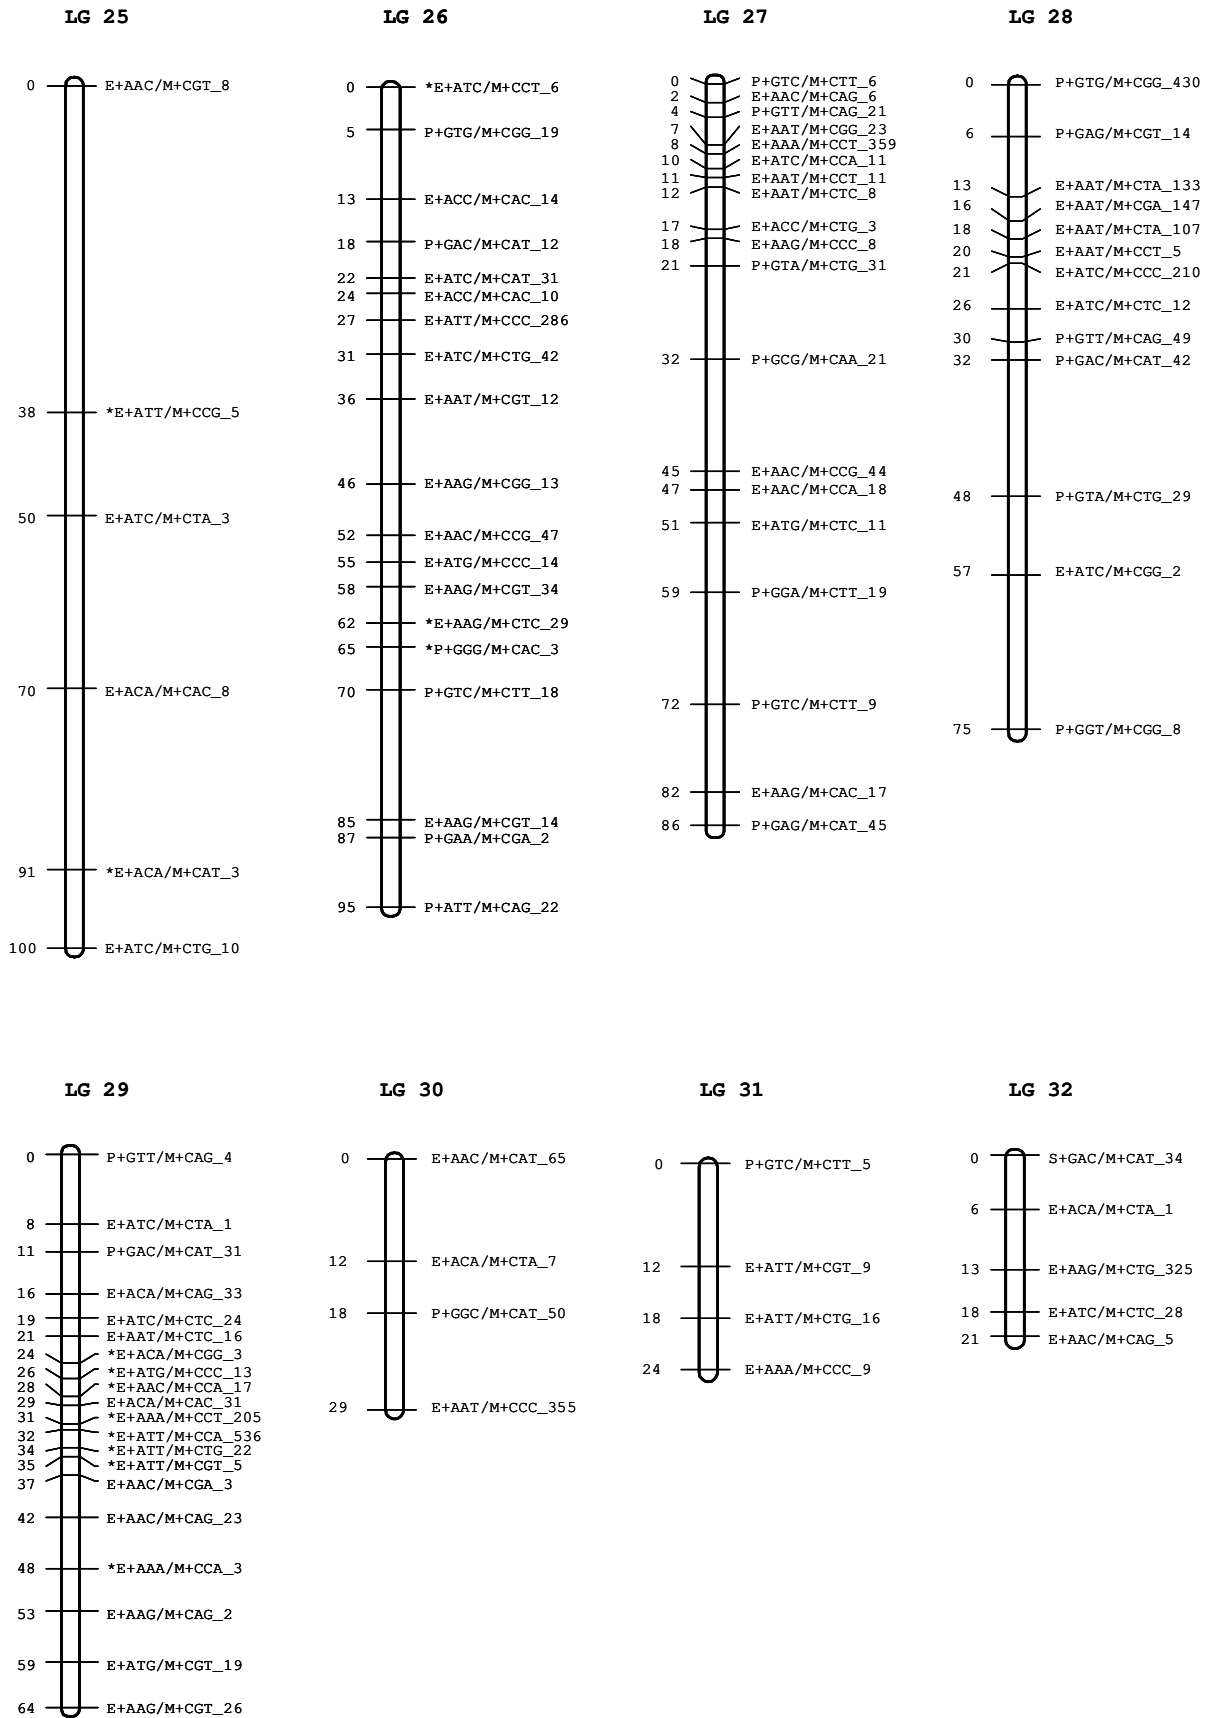 LG 25
0 E+AAC/M+CGT_8
38 *E+ATT/M+CCG_5
50 E+ATC/M+CTA_3
70 E+ACA/M+CAC_8
91 *E+ACA/M+CAT_3
100 E+ATC/M+CTG_10
LG 26
0 *E+ATC/M+CCT_6
5 P+GTG/M+CGG_19
13 E+ACC/M+CAC_14
18 P+GAC/M+CAT_12
22 E+ATC/M+CAT_31
24 E+ACC/M+CAC_10
27 E+ATT/M+CCC_286
31 E+ATC/M+CTG_42
36 E+AAT/M+CGT_12
46 E+AAG/M+CGG_13
52 E+AAC/M+CCG_47
55 E+ATG/M+CCC_14
58 E+AAG/M+CGT_34
62 *E+AAG/M+CTC_29
65 *P+GGG/M+CAC_3
70 P+GTC/M+CTT_18
85 E+AAG/M+CGT_14
87 P+GAA/M+CGA_2
95 P+ATT/M+CAG_22
LG 27
0 P+GTC/M+CTT_6
2 E+AAC/M+CAG_6
4 P+GTT/M+CAG_21
7 E+AAT/M+CGG_23
8 E+AAA/M+CCT_359
10 E+ATC/M+CCA_11
11 E+AAT/M+CCT_11
12 E+AAT/M+CTC_8
17 E+ACC/M+CTG_3
18 E+AAG/M+CCC_8
21 P+GTA/M+CTG_31
32 P+GCG/M+CAA_21
45 E+AAC/M+CCG_44
47 E+AAC/M+CCA_18
51 E+ATG/M+CTC_11
59 P+GGA/M+CTT_19
72 P+GTC/M+CTT_9
82 E+AAG/M+CAC_17
86 P+GAG/M+CAT_45
LG 28
0 P+GTG/M+CGG_430
6 P+GAG/M+CGT_14
13 E+AAT/M+CTA_133
16 E+AAT/M+CGA_147
18 E+AAT/M+CTA_107
20 E+AAT/M+CCT_5
21 E+ATC/M+CCC_210
26 E+ATC/M+CTC_12
30 P+GTT/M+CAG_49
32 P+GAC/M+CAT_42
48 P+GTA/M+CTG_29
57 E+ATC/M+CGG_2
75 P+GGT/M+CGG_8
LG 29
0 P+GTT/M+CAG_4
8 E+ATC/M+CTA_1
11 P+GAC/M+CAT_31
16 E+ACA/M+CAG_33
19 E+ATC/M+CTC_24
21 E+AAT/M+CTC_16
24 *E+ACA/M+CGG_3
26 *E+ATG/M+CCC_13
28 *E+AAC/M+CCA_17
29 E+ACA/M+CAC_31
31 *E+AAA/M+CCT_205
32 *E+ATT/M+CCA_536
34 *E+ATT/M+CTG_22
35 *E+ATT/M+CGT_5
37 E+AAC/M+CGA_3
42 E+AAC/M+CAG_23
48 *E+AAA/M+CCA_3
53 E+AAG/M+CAG_2
59 E+ATG/M+CGT_19
64 E+AAG/M+CGT_26
LG 30
0 E+AAC/M+CAT_65
12 E+ACA/M+CTA_7
18 P+GGC/M+CAT_50
29 E+AAT/M+CCC_355
LG 31
0 P+GTC/M+CTT_5
12 E+ATT/M+CGT_9
18 E+ATT/M+CTG_16
24 E+AAA/M+CCC_9
LG 32
0 S+GAC/M+CAT_34
6 E+ACA/M+CTA_1
13 E+AAG/M+CTG_325
18 E+ATC/M+CTC_28
21 E+AAC/M+CAG_5